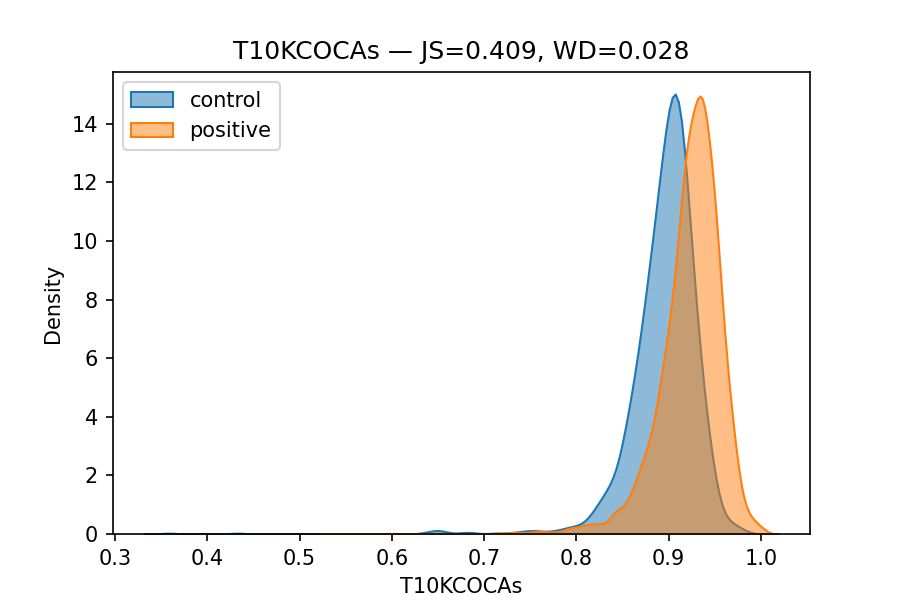 T10KCOCAs — JS=0.409, WD=0.028
control
positive
14
12
10
8
6
4
2
0
Density
0.3 0.4 0.5 0.6 0.7 0.8 0.9 1.0
T10KCOCAs